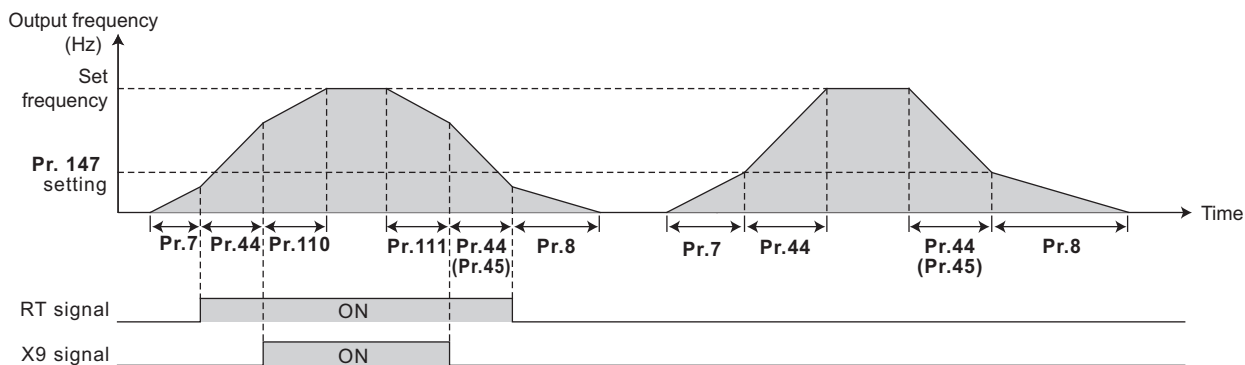 Output frequency
(Hz)
Set
frequency
Pr. 147
setting
Time
Pr.7 Pr.44 Pr.110 Pr.111 Pr.44 Pr.8 Pr.7 Pr.44 Pr.44 Pr.8
(Pr.45) (Pr.45)
RT signal ON
X9 signal ON